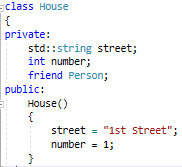 class House
{
private:
    std::string street;
    int number;
    friend Person;
public:
    House()
    {
        street = "1st Street";
        number = 1;
    }